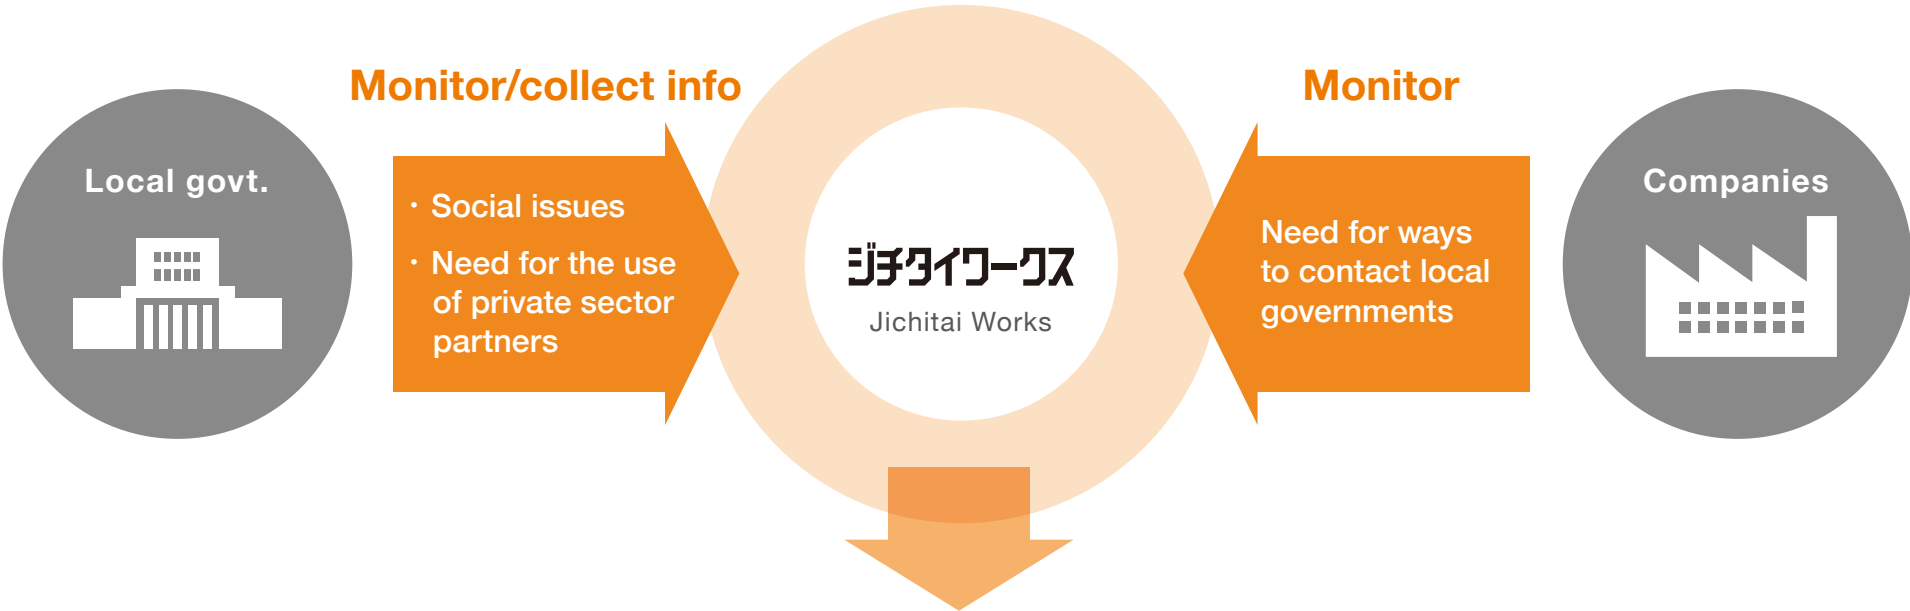 Monitor/collect info
Monitor
Local govt.
・Social issues
・Need for the use
of private sector
partners
ジチタイワークス
Jichitai Works
Need for ways
to contact local
governments
Companies